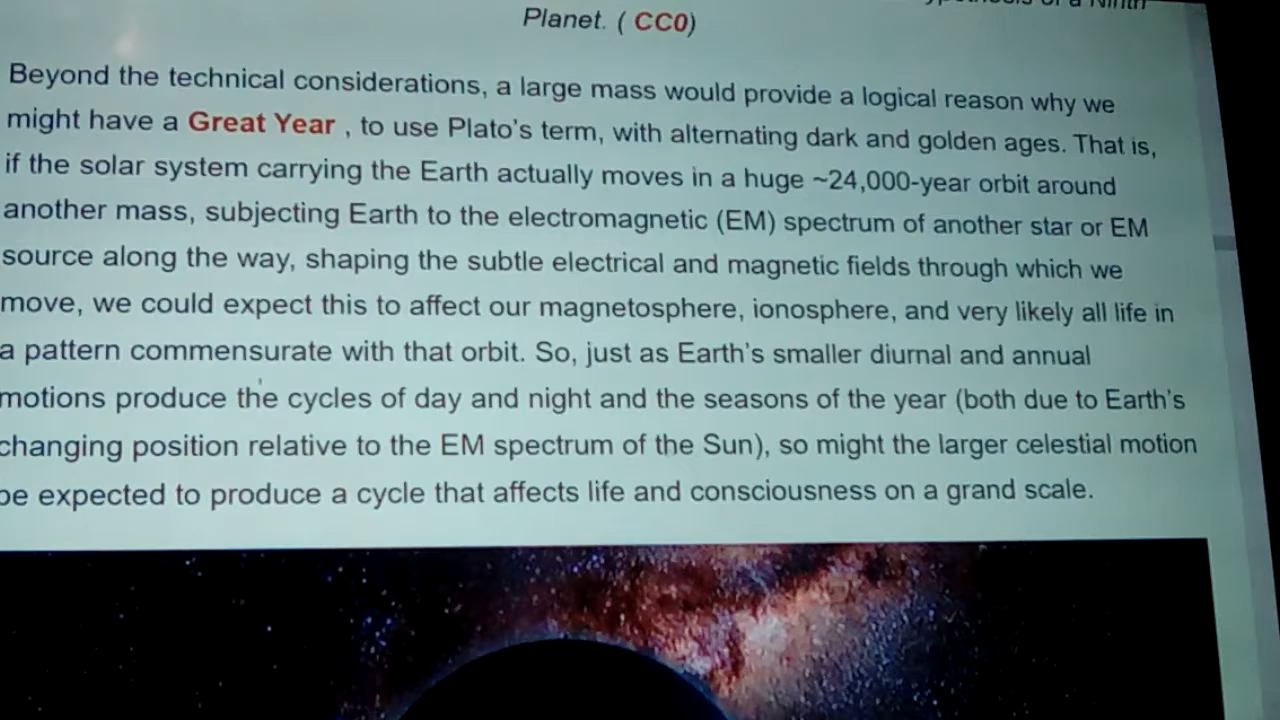 Planet. ( CC0)
Beyond the technical considerations, a large mass would provide a logical reason why we
might have a Great Year , to use Plato's term, with alternating dark and golden ages. That is,
if the solar system carrying the Earth actually moves in a huge ~24,000-year orbit around
another mass, subjecting Earth to the electromagnetic (EM) spectrum of another star or EM
source along the way, shaping the subtle electrical and magnetic fields through which we
move, we could expect this to affect our magnetosphere, ionosphere, and very likely all life in
a pattern commensurate with that orbit. So, just as Earth's smaller diurnal and annual
motions produce the cycles of day and night and the seasons of the year (both due to Earth's
changing position relative to the EM spectrum of the Sun), so might the larger celestial motion
be expected to produce a cycle that affects life and consciousness on a grand scale.